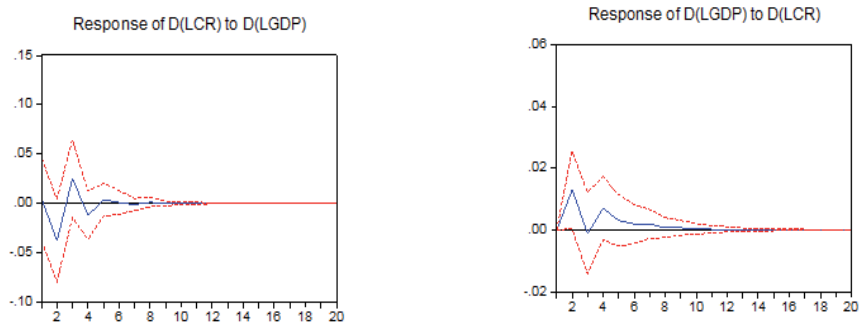 Response of D(LCR) to D(LGDP)
.15
.10
.05
.00
-.05
-.10
2 4 6 8 10 12 14 16 18 20
Response of D(LGDP) to D(LCR)
.06
.04
.02
.00
-.02
2 4 6 8 10 12 14 16 18 20